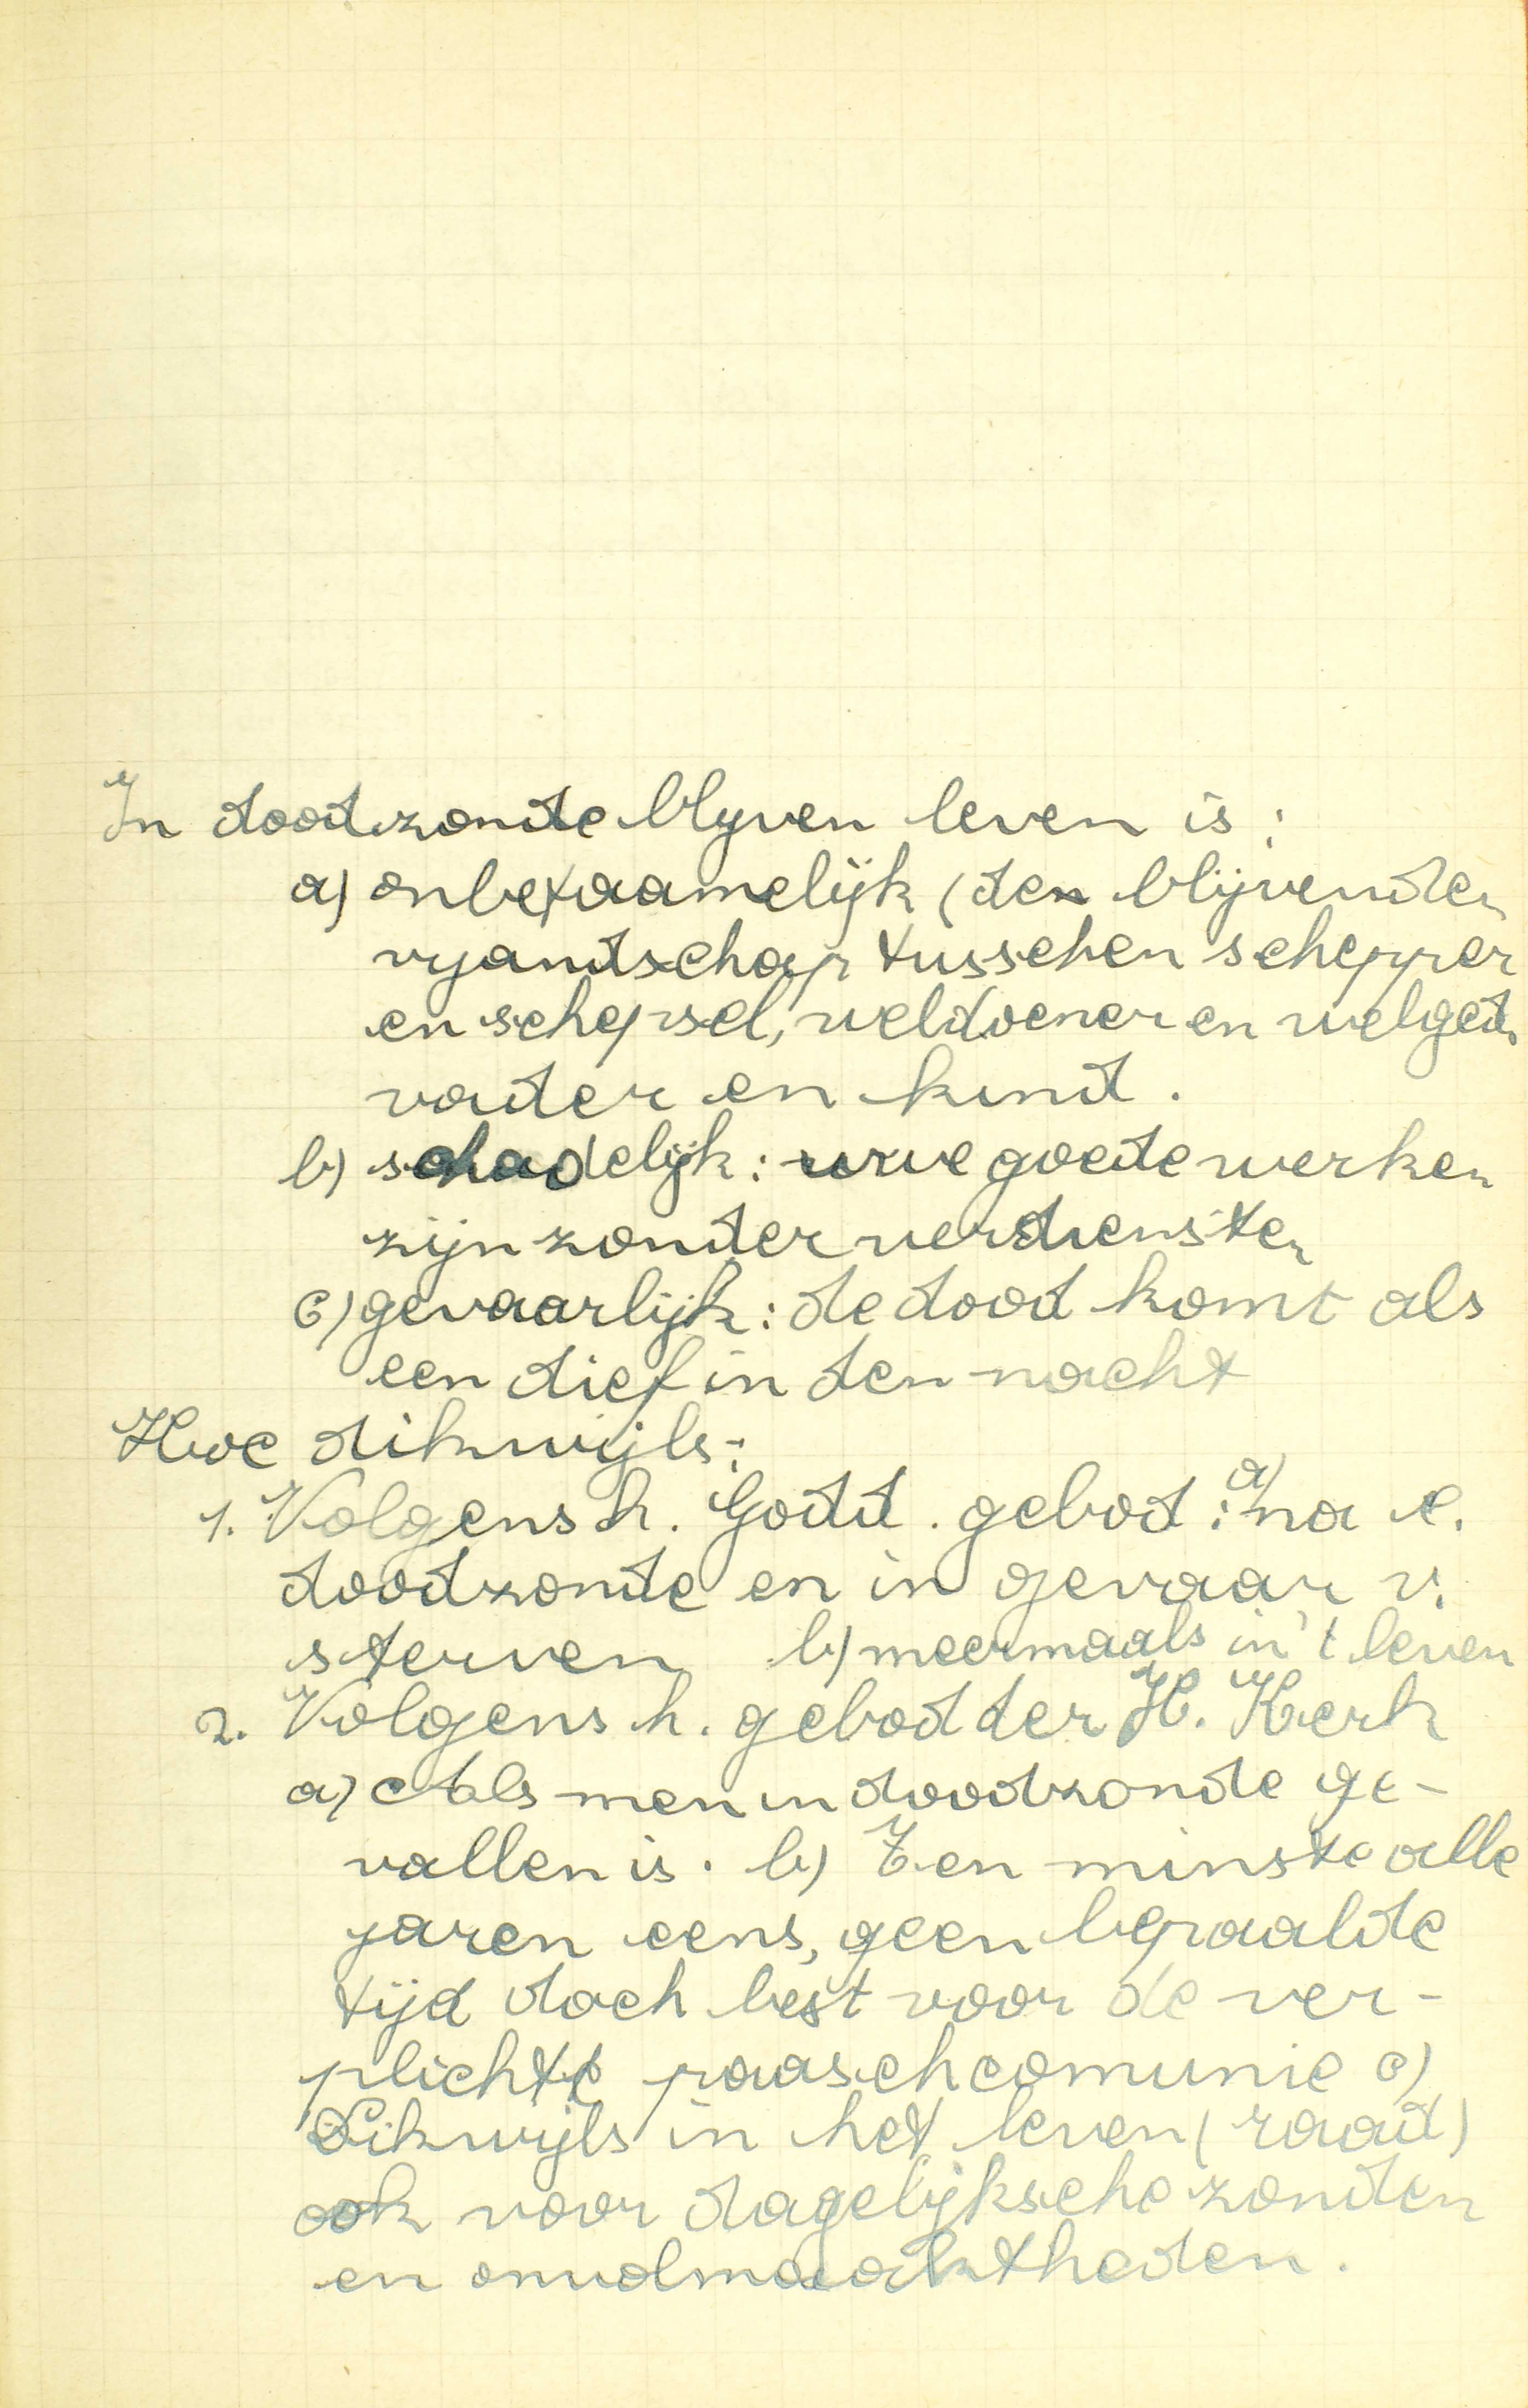 In doodzonde blyven leven is:
a) onbetaamelijk (den blijvenden
vyandschap tusschen schepper
en schepsel, weldoener en welged.
vader en kind.
b) schadelijk: uwe goede werken
zijn zonder verdiensten
c) gevaarlijk: de dood komt als
een dief in den nacht
Hoe dikwijls:
1. Volgens h. Godd. gebod: a) na e.
doodzonde en in gevaar v.
sterven b) meermaals in 't leven
2. Volgens h. gebod der H. Kerk
a) Als men in doodzonde ge-
vallen is. b) Ten minste alle
jaren eens, geen bepaalde
tijd doch best voor de ver-
plichte paaschcomunie c)
Dikwijls in het leven (raad)
ook voor dagelijksche zonden
en onvolmaaktheden.